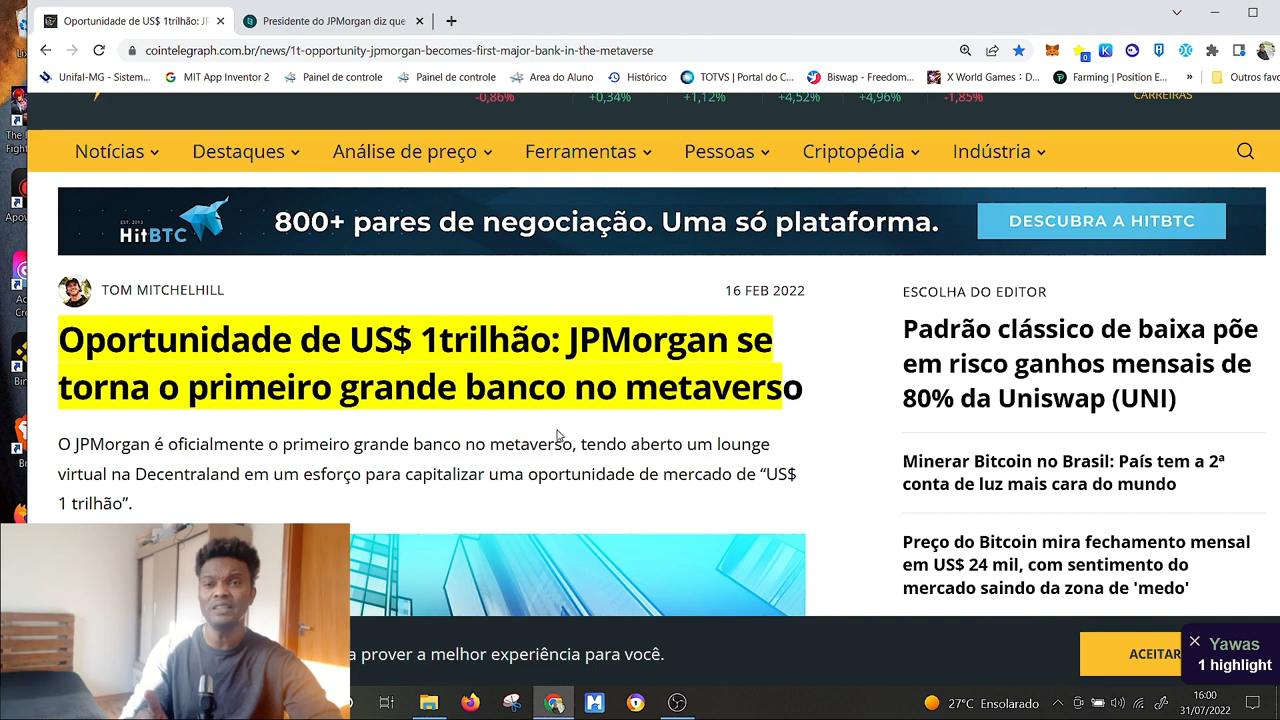 Oportunidade de US$ 1trilhão: JF
Presidente do JPMorgan diz que
cointelegraph.com.br/news/1t-opportunity-jpmorgan-becomes-first-major-bank-in-the-metaverse
Unifal-MG - Sistem...
MIT App Inventor 2
Painel de controle
Painel de controle
Area do Aluno
Histórico
TOTVS | Portal do C...
Biswap - Freedom...
X World Games : D...
Farming | Position E...
»
Outros fav
-0,86%
+0,34%
+1,12%
+4,52%
+4,96%
-1,85%
CARREIRAS
Notícias
Destaques
Análise de preço
Ferramentas
Pessoas
Criptopédia
Indústria
EST. 2013
HitBTC
800+ pares de negociação. Uma só plataforma.
DESCUBRA A HITBTC
TOM MITCHELHILL
16 FEB 2022
Oportunidade de US$ 1trilhão: JPMorgan se
torna o primeiro grande banco no metaverso
O JPMorgan é oficialmente o primeiro grande banco no metaverso, tendo aberto um lounge
virtual na Decentraland em um esforço para capitalizar uma oportunidade de mercado de “US$
1 trilhão”.
ESCOLHA DO EDITOR
Padrão clássico de baixa põe
em risco ganhos mensais de
80% da Uniswap (UNI)
Minerar Bitcoin no Brasil: País tem a 2ª
conta de luz mais cara do mundo
Preço do Bitcoin mira fechamento mensal
em US$ 24 mil, com sentimento do
mercado saindo da zona de 'medo'
a prover a melhor experiência para você.
ACEITAR
Yawas
1 highlight
27°C Ensolarado
16:00
31/07/2022